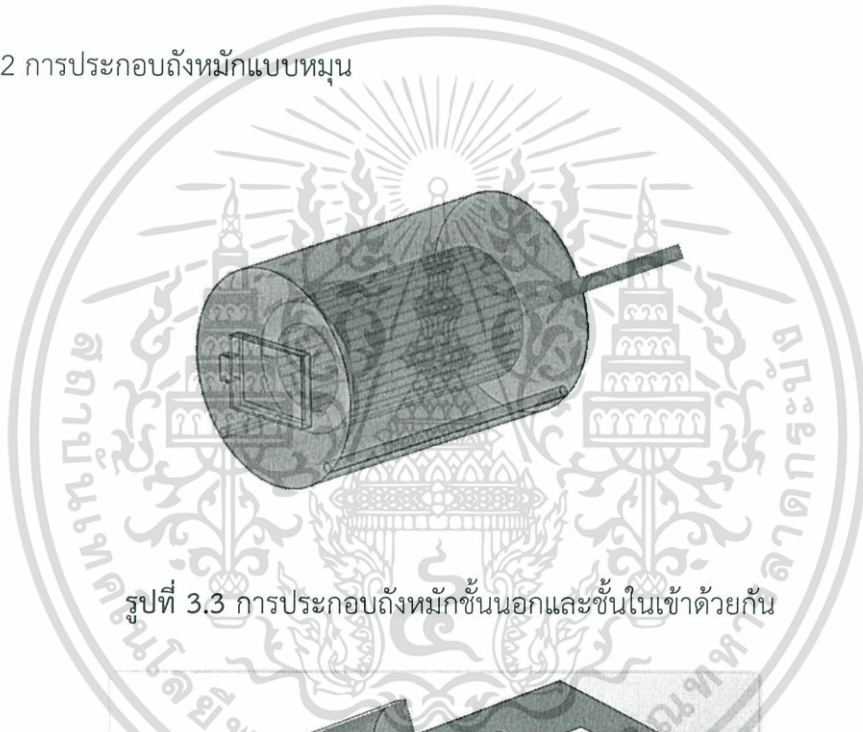 2 การประกอบถังหมักแบบหมุน
รูปที่ 3.3 การประกอบถังหมักชั้นนอกและชั้นในเข้าด้วยกัน